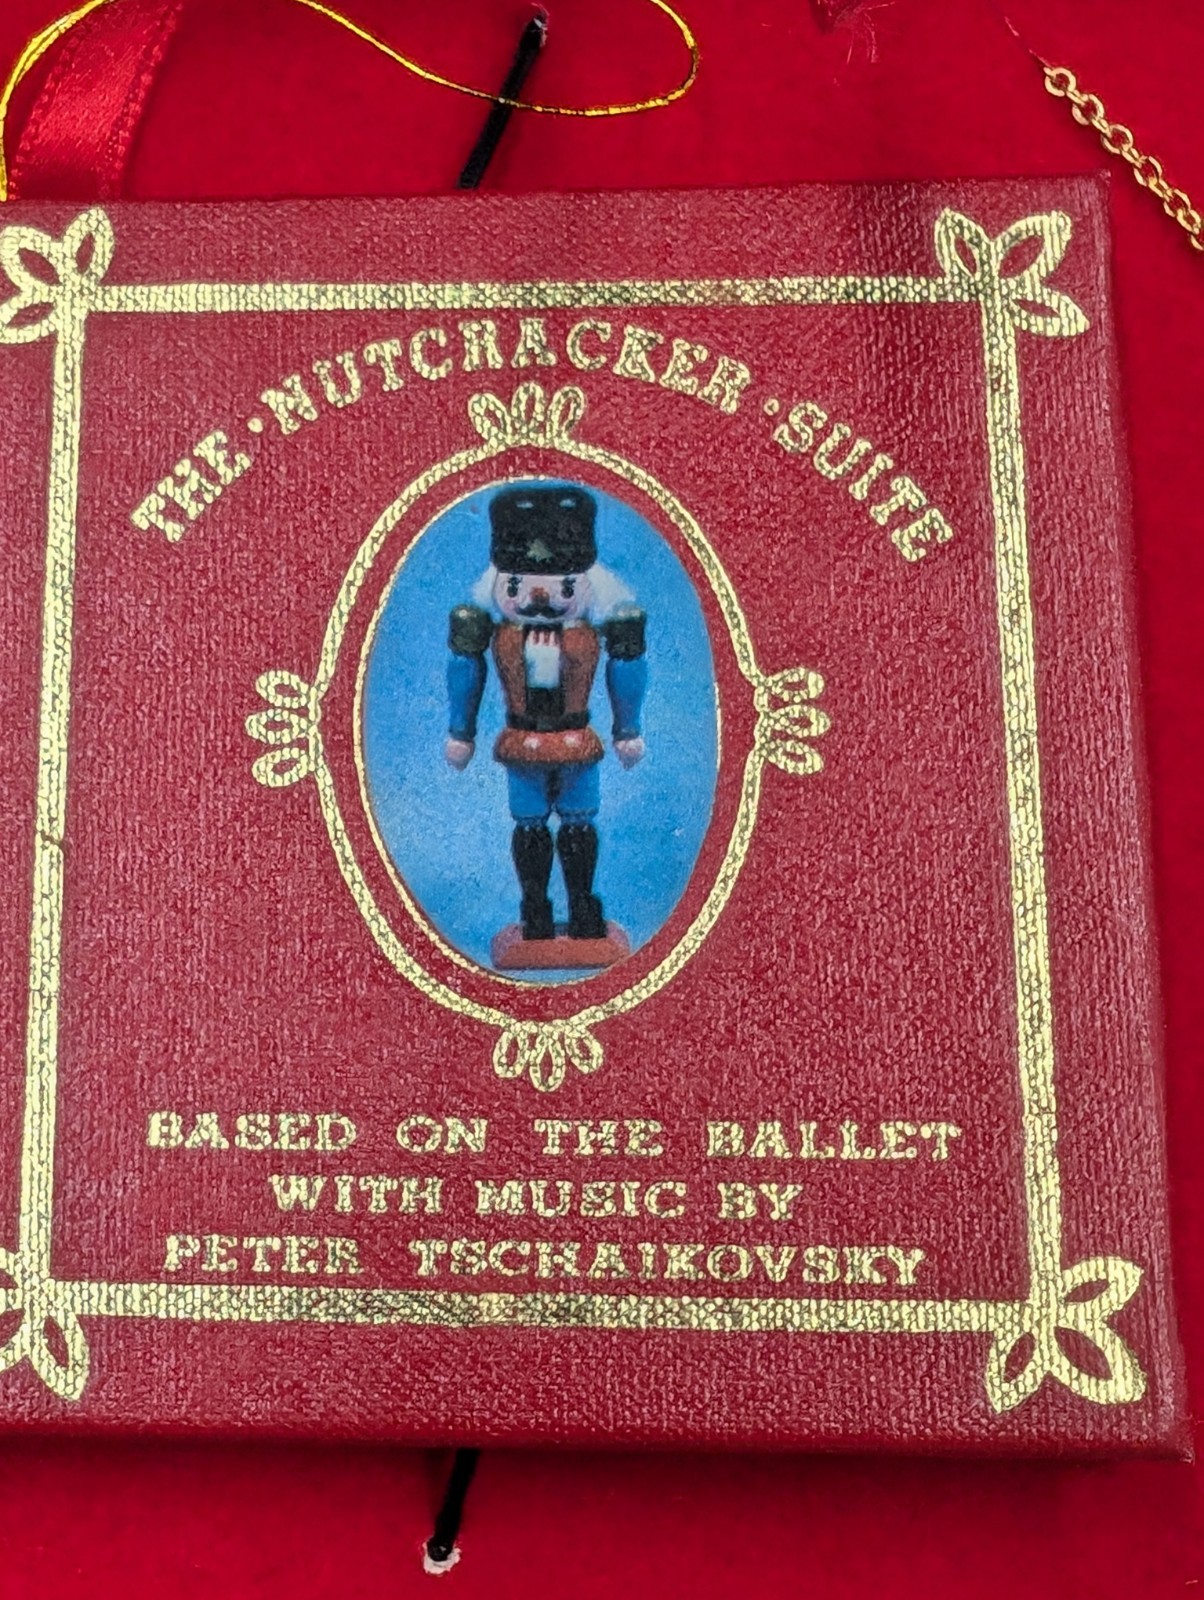 THE·NUTCRACKER·SUITE
BASED ON THE BALLET
WITH MUSIC BY
PETER TSCHAIKOVSKY